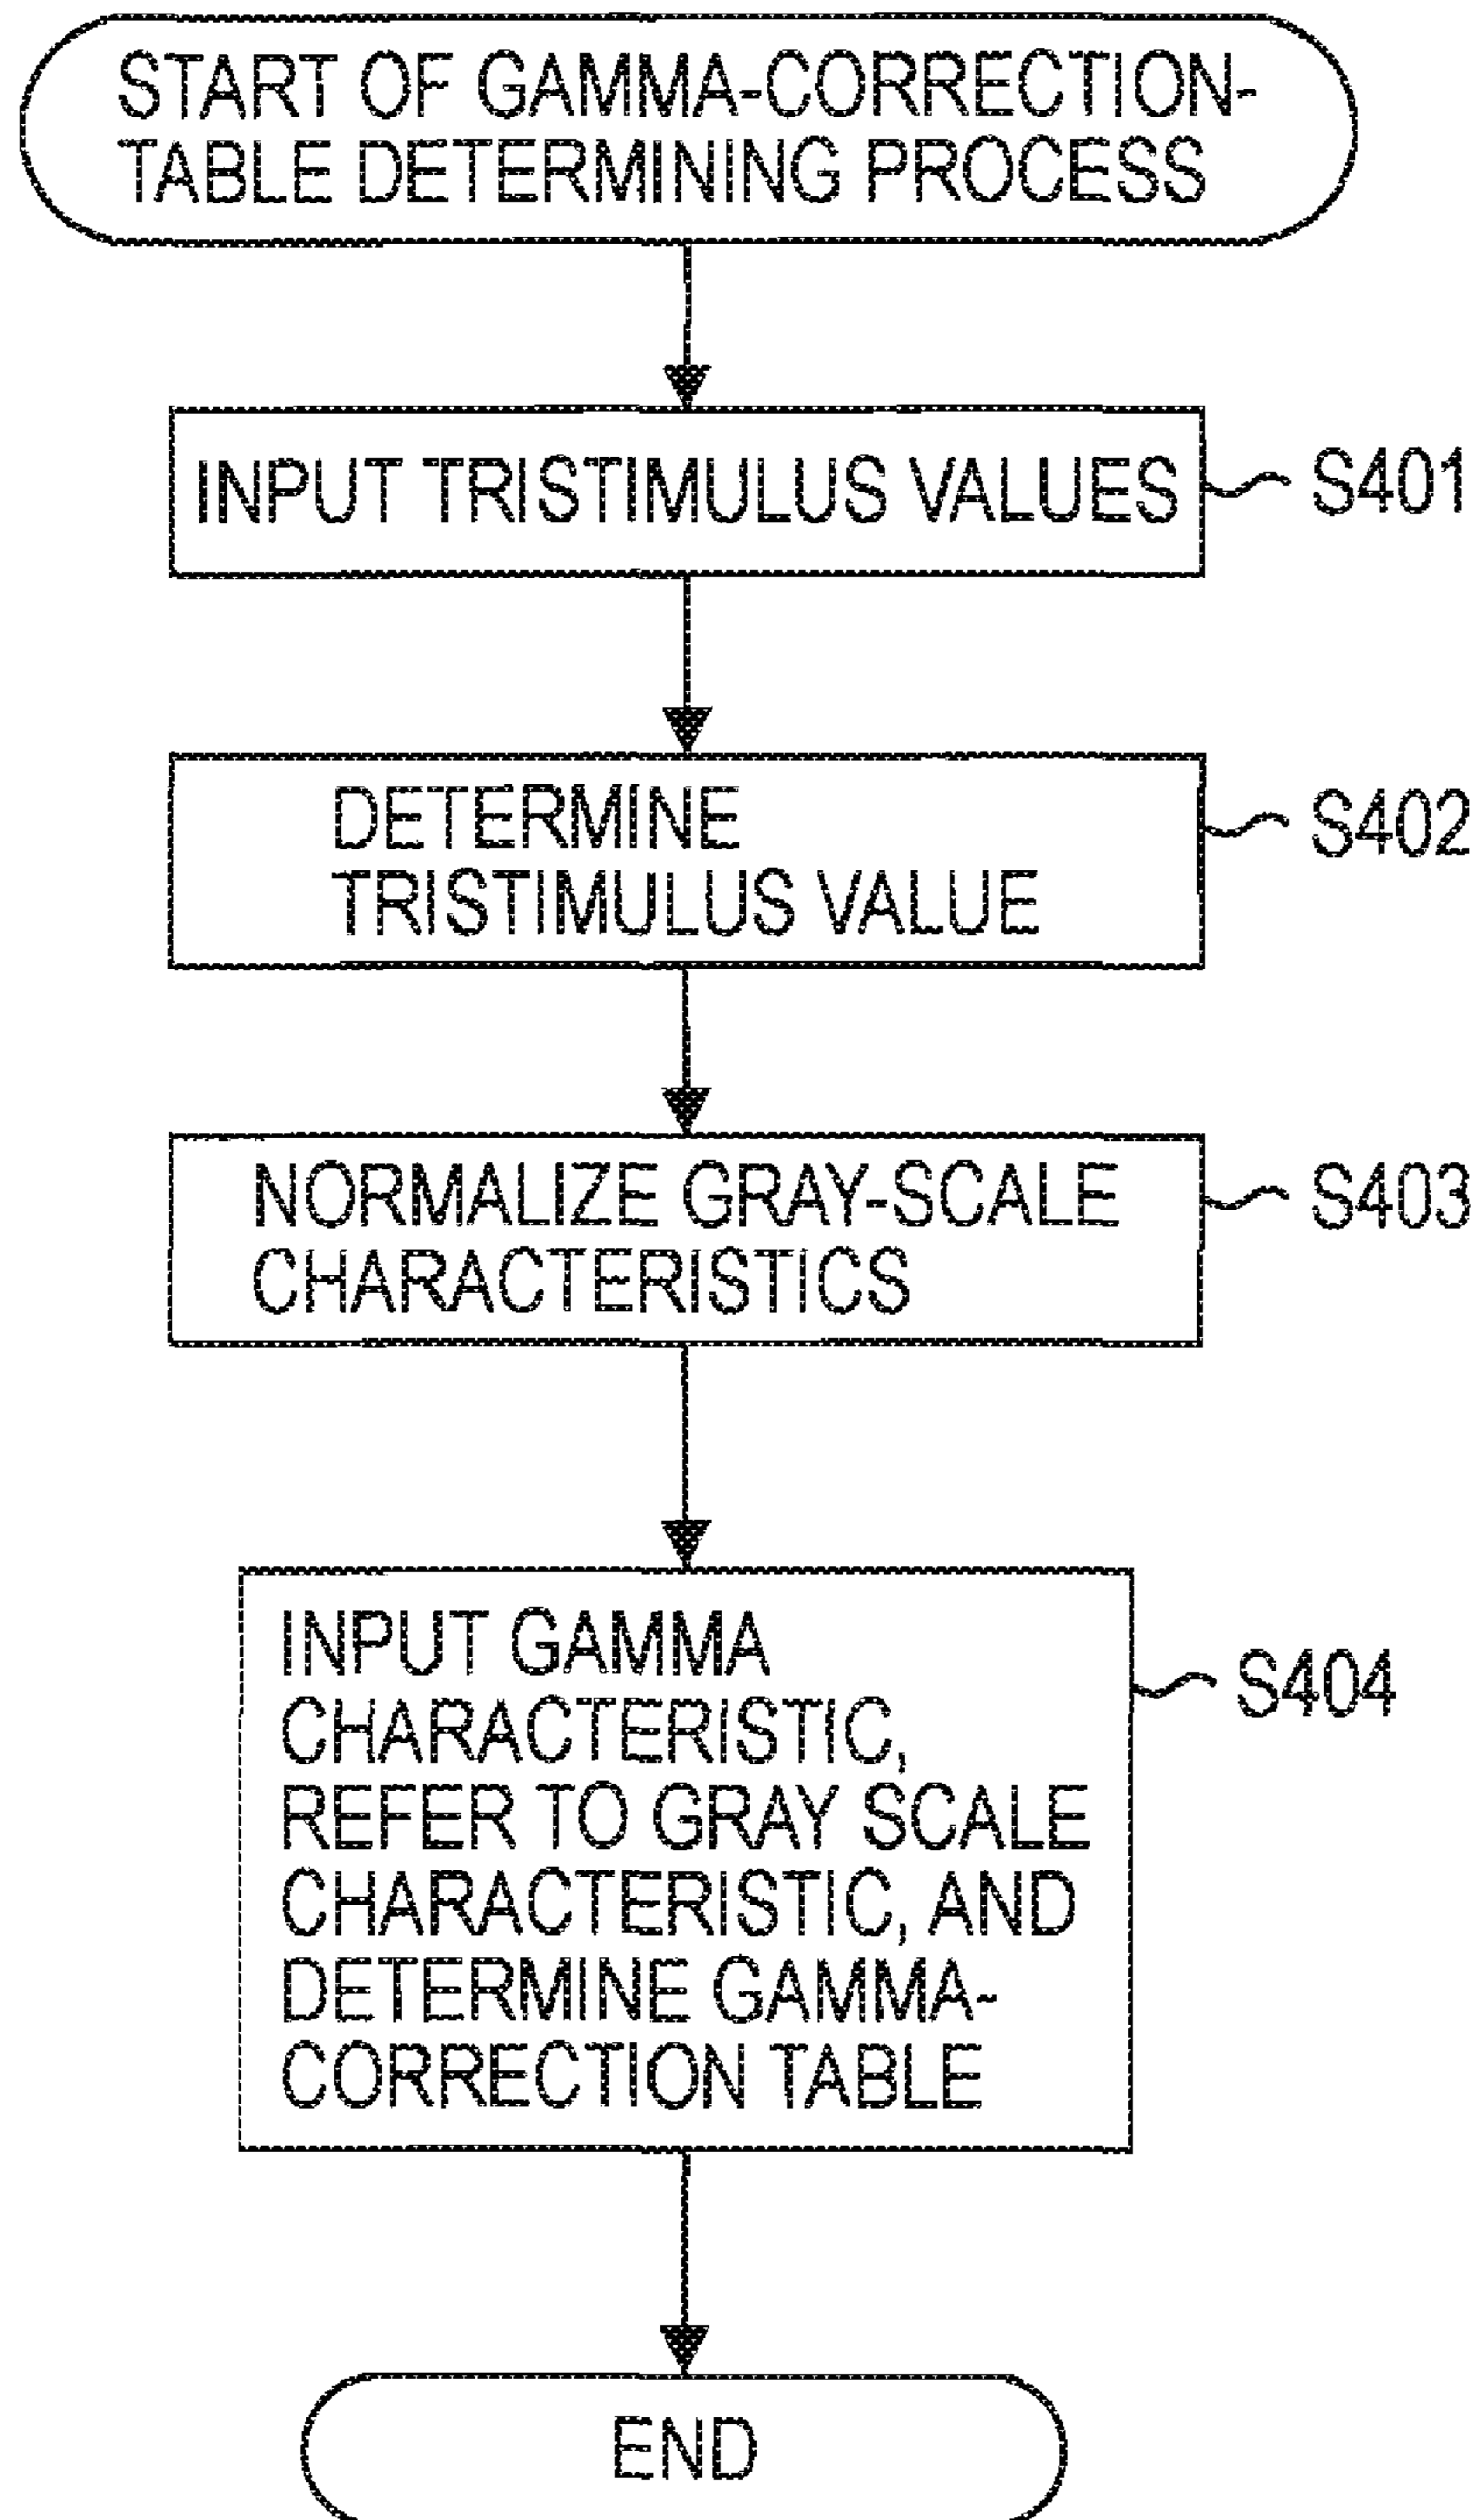 START OF GAMMA-CORRECTION-
TABLE DETERMINING PROCESS
INPUT TRISTIMULUS VALUES
S401
DETERMINE
TRISTIMULUS VALUE
S402
NORMALIZE GRAY-SCALE
CHARACTERISTICS
S403
INPUT GAMMA
CHARACTERISTIC,
REFER TO GRAY SCALE
CHARACTERISTIC, AND
DETERMINE GAMMA-
CORRECTION TABLE
S404
END